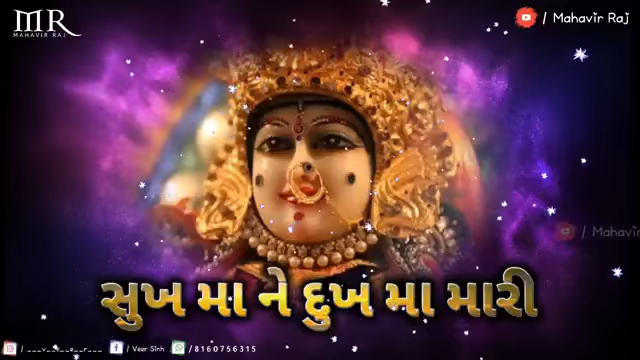 MR
MAHAVIR RAJ
/ Mahavir Raj
/ Mahavir
સુખ મા ને દુખ મા મારી
/ Veer Sinh
/8160756315